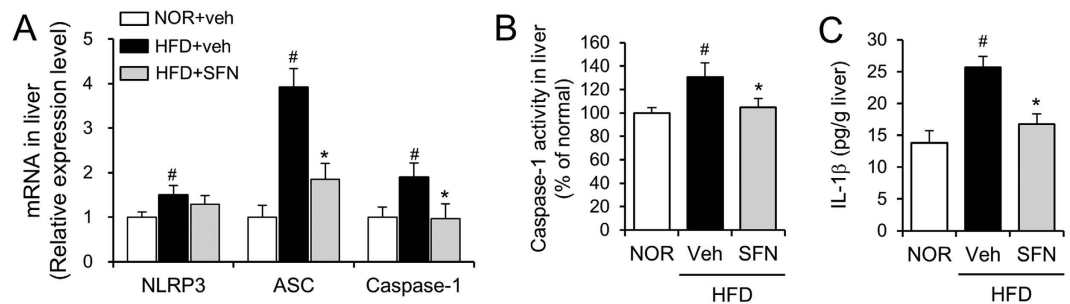 A
mRNA in liver
(Relative expression level)
NOR+veh
HFD+veh
HFD+SFN
5
4
3
2
1
0
#
#
*
#
*
NLRP3
ASC
Caspase-1
B
Caspase-1 activity in liver
(% of normal)
160
140
120
100
80
60
40
20
0
#
*
NOR
Veh
SFN
HFD
C
IL-1β (pg/g liver)
30
25
20
15
10
5
0
#
*
NOR
Veh
SFN
HFD